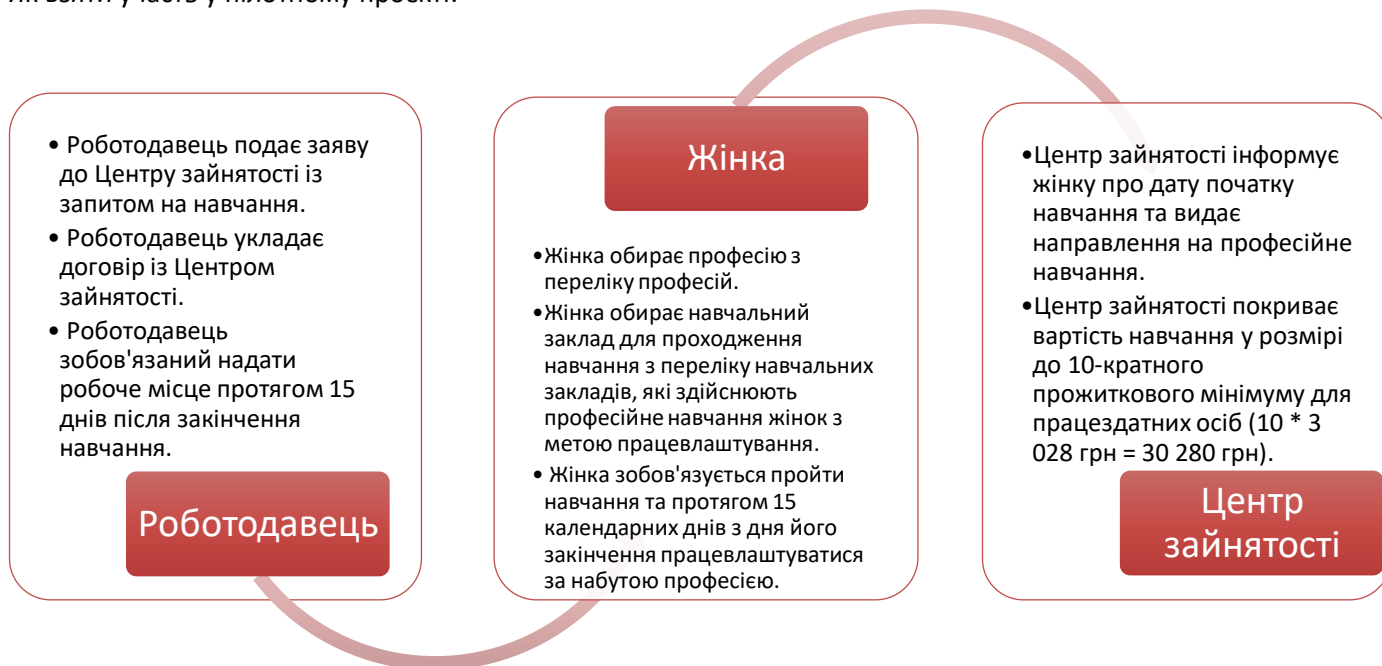 Як взяти участь у пілотному проєкті:
• Роботодавець подає заяву
до Центру зайнятості із
запитом на навчання.
• Роботодавець укладає
договір із Центром
зайнятості.
• Роботодавець
зобов'язаний надати
робоче місце протягом 15
днів після закінчення
навчання.
Роботодавець
Жінка
•Жінка обирає професію з
переліку професій.
•Жінка обирає навчальний
заклад для проходження
навчання з переліку навчальних
закладів, які здійснюють
професійне навчання жінок з
метою працевлаштування.
• Жінка зобов'язується пройти
навчання та протягом 15
календарних днів з дня його
закінчення працевлаштуватися
за набутою професією.
•Центр зайнятості інформує
жінку про дату початку
навчання та видає
направлення на професійне
навчання.
•Центр зайнятості покриває
вартість навчання у розмірі
до 10-кратного
прожиткового мінімуму для
працездатних осіб (10 * 3
028 грн = 30 280 грн).
Центр
зайнятості